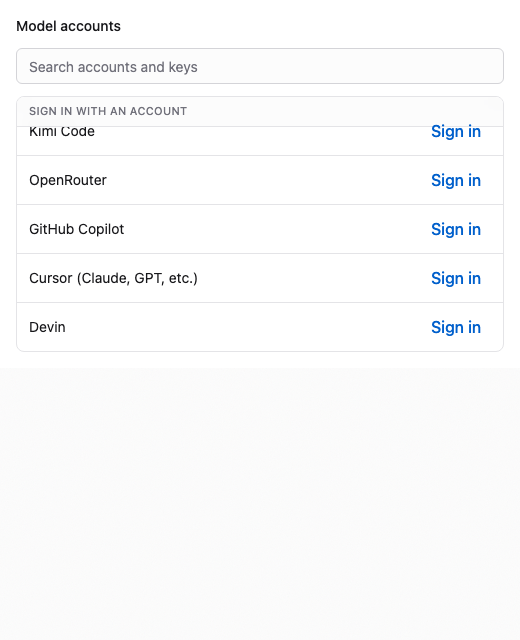 Model accounts
Search accounts and keys
SIGN IN WITH AN ACCOUNT
Kimi Code Sign in
OpenRouter Sign in
GitHub Copilot Sign in
Cursor (Claude, GPT, etc.) Sign in
Devin Sign in